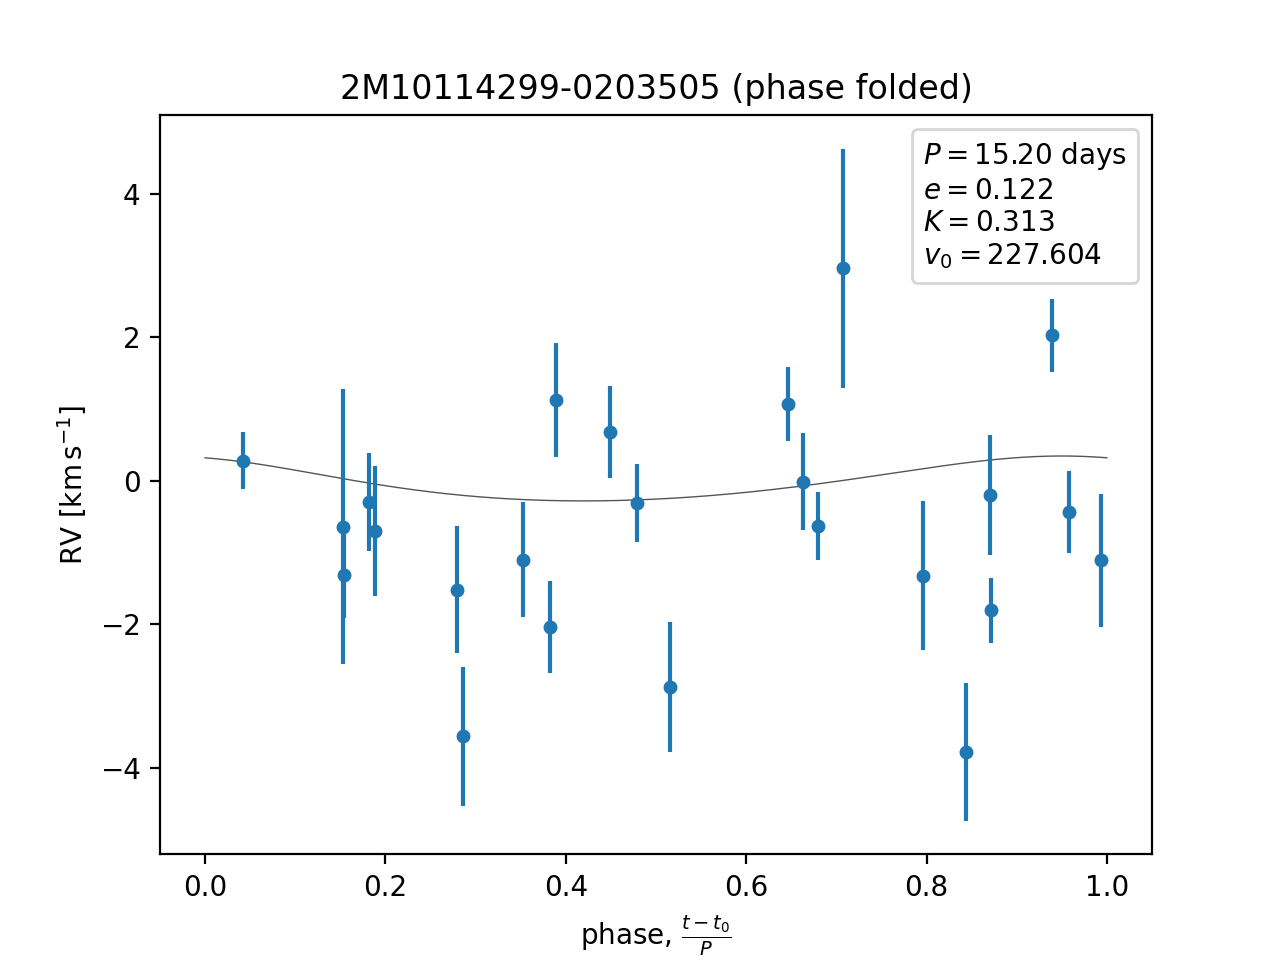 2M10114299-0203505 (phase folded)
P = 15.20 days
e = 0.122
K = 0.313
v₀ = 227.604
RV [km s⁻¹]
4
2
0
−2
−4
0.0 0.2 0.4 0.6 0.8 1.0
phase, (t − t₀)/P